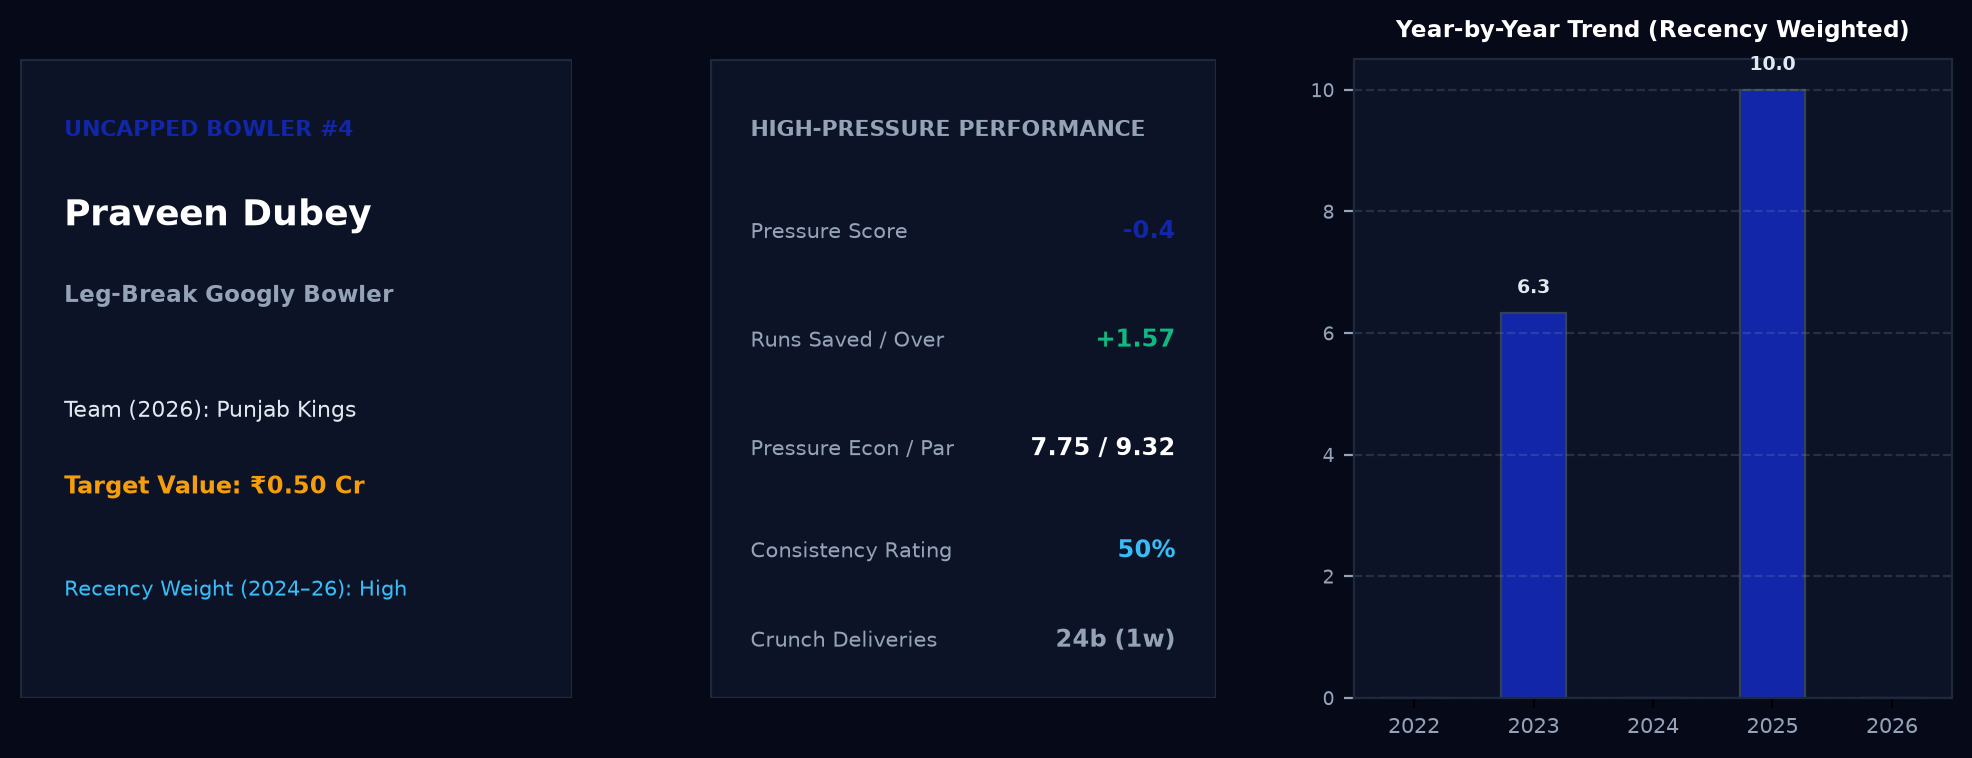 UNCAPPED BOWLER #4
Praveen Dubey
Leg-Break Googly Bowler
Team (2026): Punjab Kings
Target Value: ₹0.50 Cr
Recency Weight (2024–26): High
HIGH-PRESSURE PERFORMANCE
Pressure Score -0.4
Runs Saved / Over +1.57
Pressure Econ / Par 7.75 / 9.32
Consistency Rating 50%
Crunch Deliveries 24b (1w)
Year-by-Year Trend (Recency Weighted)
10.0
6.3
10
8
6
4
2
0
2022 2023 2024 2025 2026